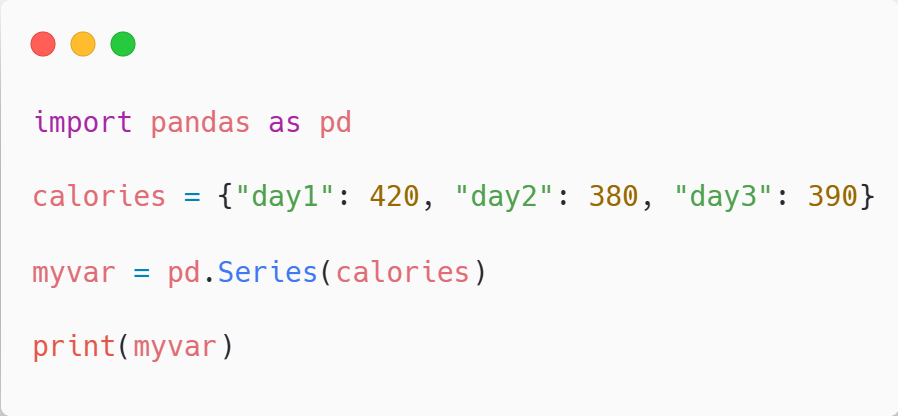 import pandas as pd
calories = {"day1": 420, "day2": 380, "day3": 390}
myvar = pd.Series(calories)
print(myvar)